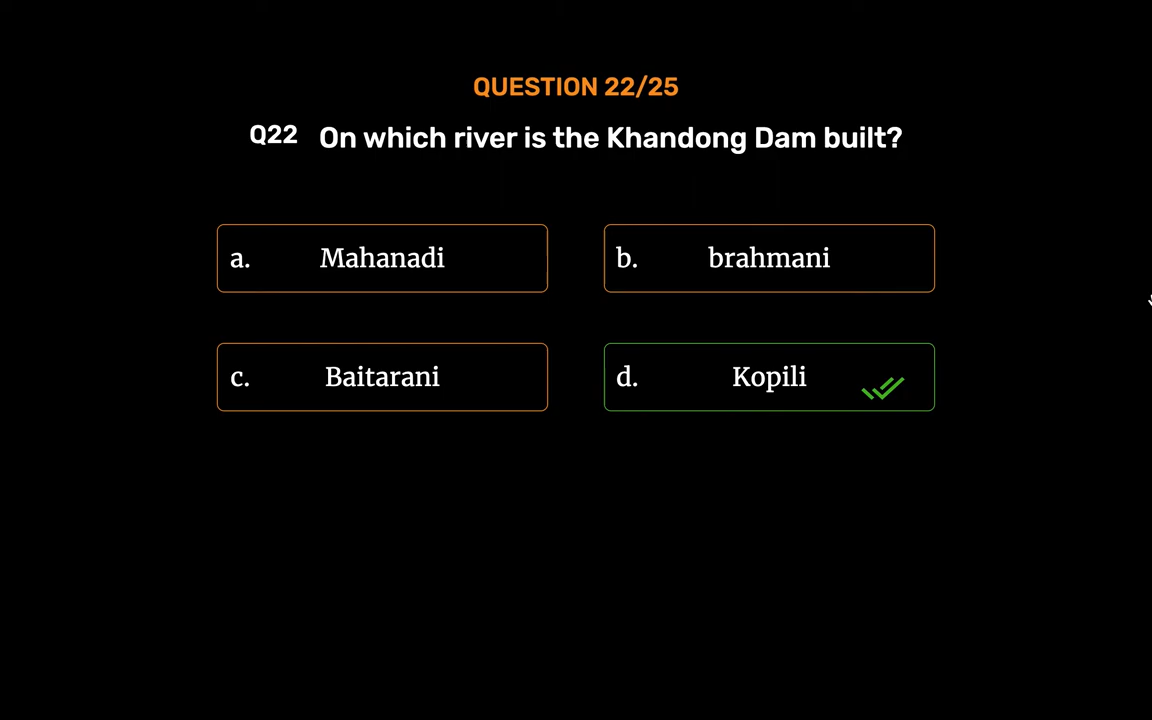 QUESTION 22/25
Q22 On which river is the Khandong Dam built?
a. Mahanadi
b. brahmani
c. Baitarani
d. Kopili